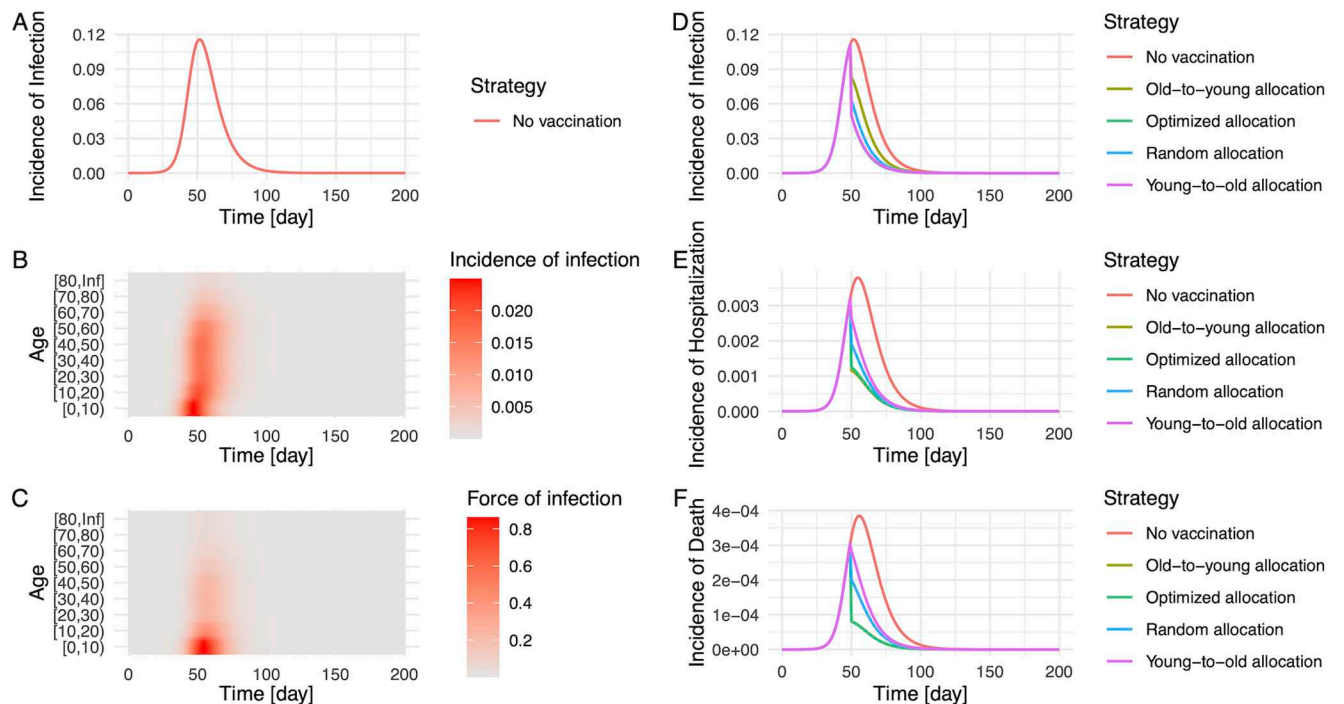 A
Incidence of Infection
0.12
0.09
0.06
0.03
0.00
0 50 100 150 200
Time [day]
Strategy
No vaccination
B
Age
[80,Inf]
[70,80)
[60,70)
[50,60)
[40,50)
[30,40)
[20,30)
[10,20)
[0,10)
0 50 100 150 200
Time [day]
Incidence of infection
0.020
0.015
0.010
0.005
C
Age
[80,Inf]
[70,80)
[60,70)
[50,60)
[40,50)
[30,40)
[20,30)
[10,20)
[0,10)
0 50 100 150 200
Time [day]
Force of infection
0.8
0.6
0.4
0.2
D
Incidence of Infection
0.12
0.09
0.06
0.03
0.00
0 50 100 150 200
Time [day]
Strategy
No vaccination
Old-to-young allocation
Optimized allocation
Random allocation
Young-to-old allocation
E
Incidence of Hospitalization
0.003
0.002
0.001
0.000
0 50 100 150 200
Time [day]
Strategy
No vaccination
Old-to-young allocation
Optimized allocation
Random allocation
Young-to-old allocation
F
Incidence of Death
4e-04
3e-04
2e-04
1e-04
0e+00
0 50 100 150 200
Time [day]
Strategy
No vaccination
Old-to-young allocation
Optimized allocation
Random allocation
Young-to-old allocation